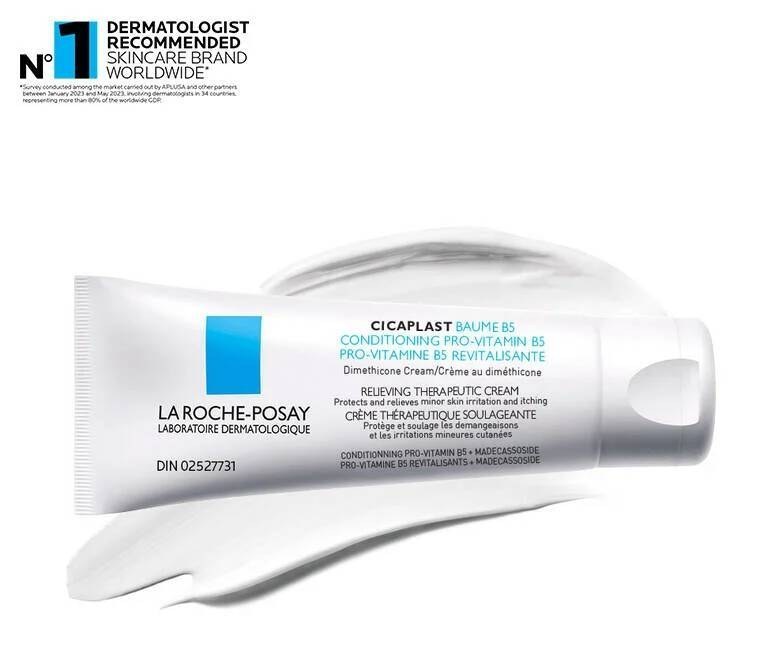 N°1 DERMATOLOGIST
RECOMMENDED
SKINCARE BRAND
WORLDWIDE*
*Survey conducted among the market carried out by APLUSA and other partners
between January 2023 and May 2023, involving dermatologists in 34 countries,
representing more than 80% of the worldwide GDP.
CICAPLAST BAUME B5
CONDITIONING PRO-VITAMIN B5
PRO-VITAMINE B5 REVITALISANTE
Dimethicone Cream/Crème au diméthicone
RELIEVING THERAPEUTIC CREAM
Protects and relieves minor skin irritation and itching
CRÈME THÉRAPEUTIQUE SOULAGEANTE
Protège et soulage les demangeaisons
et les irritations mineures cutanées
CONDITIONNING PRO-VITAMIN B5 + MADECASSOSIDE
PRO-VITAMINE B5 REVITALISANTS + MADECASSOSIDE
LA ROCHE-POSAY
LABORATOIRE DERMATOLOGIQUE
DIN 02527731